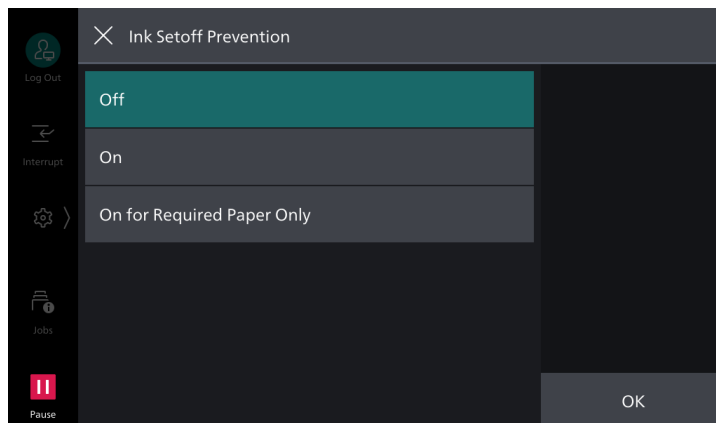 Ink Setoff Prevention
Log Out
Off
Interrupt
On
On for Required Paper Only
Jobs
Pause
OK